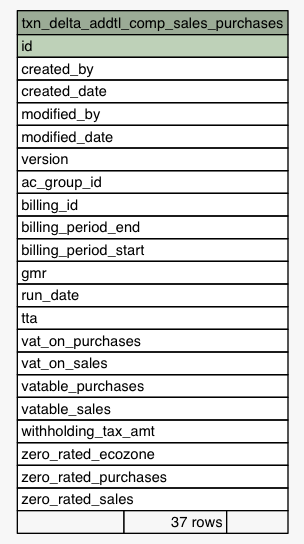 txn_delta_addtl_comp_sales_purchases
id
created_by
created_date
modified_by
modified_date
version
ac_group_id
billing_id
billing_period_end
billing_period_start
gmr
run_date
tta
vat_on_purchases
vat_on_sales
vatable_purchases
vatable_sales
withholding_tax_amt
zero_rated_ecozone
zero_rated_purchases
zero_rated_sales
37 rows